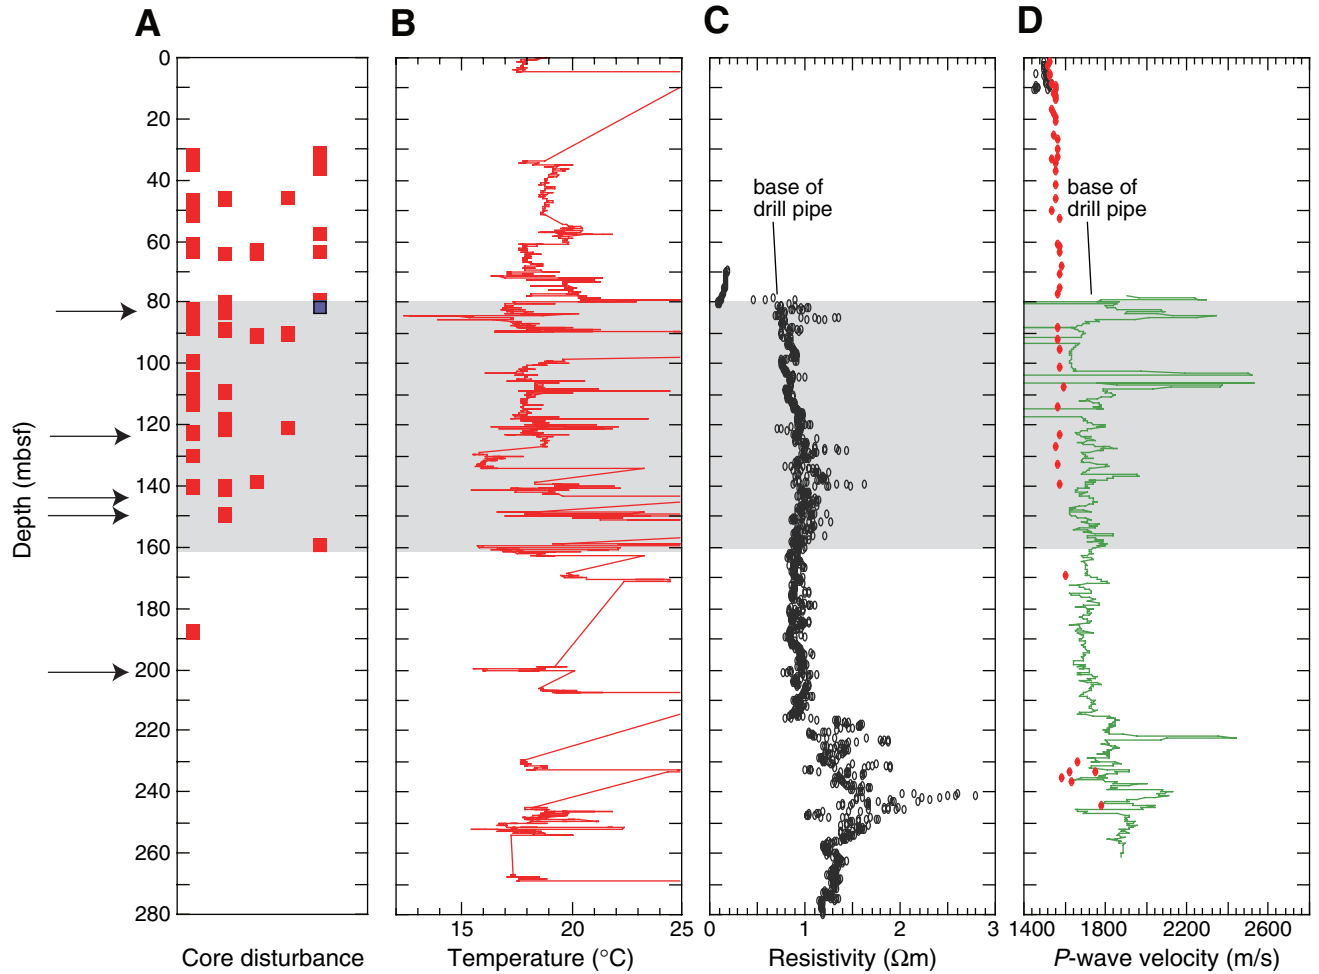 A
B
C
D
0
20
40
60
80
100
120
140
160
180
200
220
240
260
280
Depth (mbsf)
base of
drill pipe
base of
drill pipe
15
20
25
0
1
2
3
1400
1800
2200
2600
Core disturbance
Temperature (°C)
Resistivity (Ωm)
P-wave velocity (m/s)